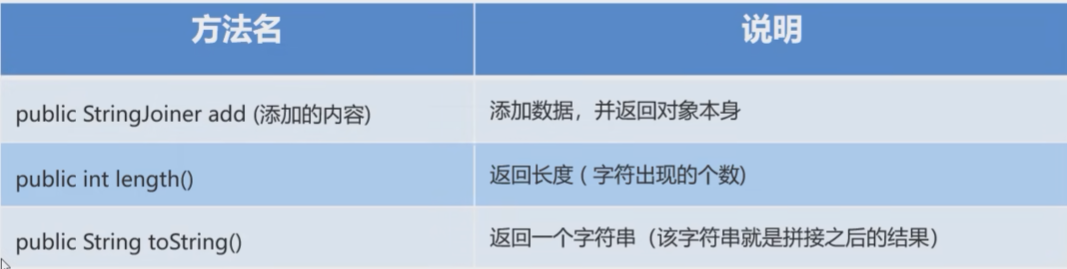 方法名 说明
public StringJoiner add (添加的内容) 添加数据，并返回对象本身
public int length() 返回长度 ( 字符出现的个数)
public String toString() 返回一个字符串（该字符串就是拼接之后的结果）